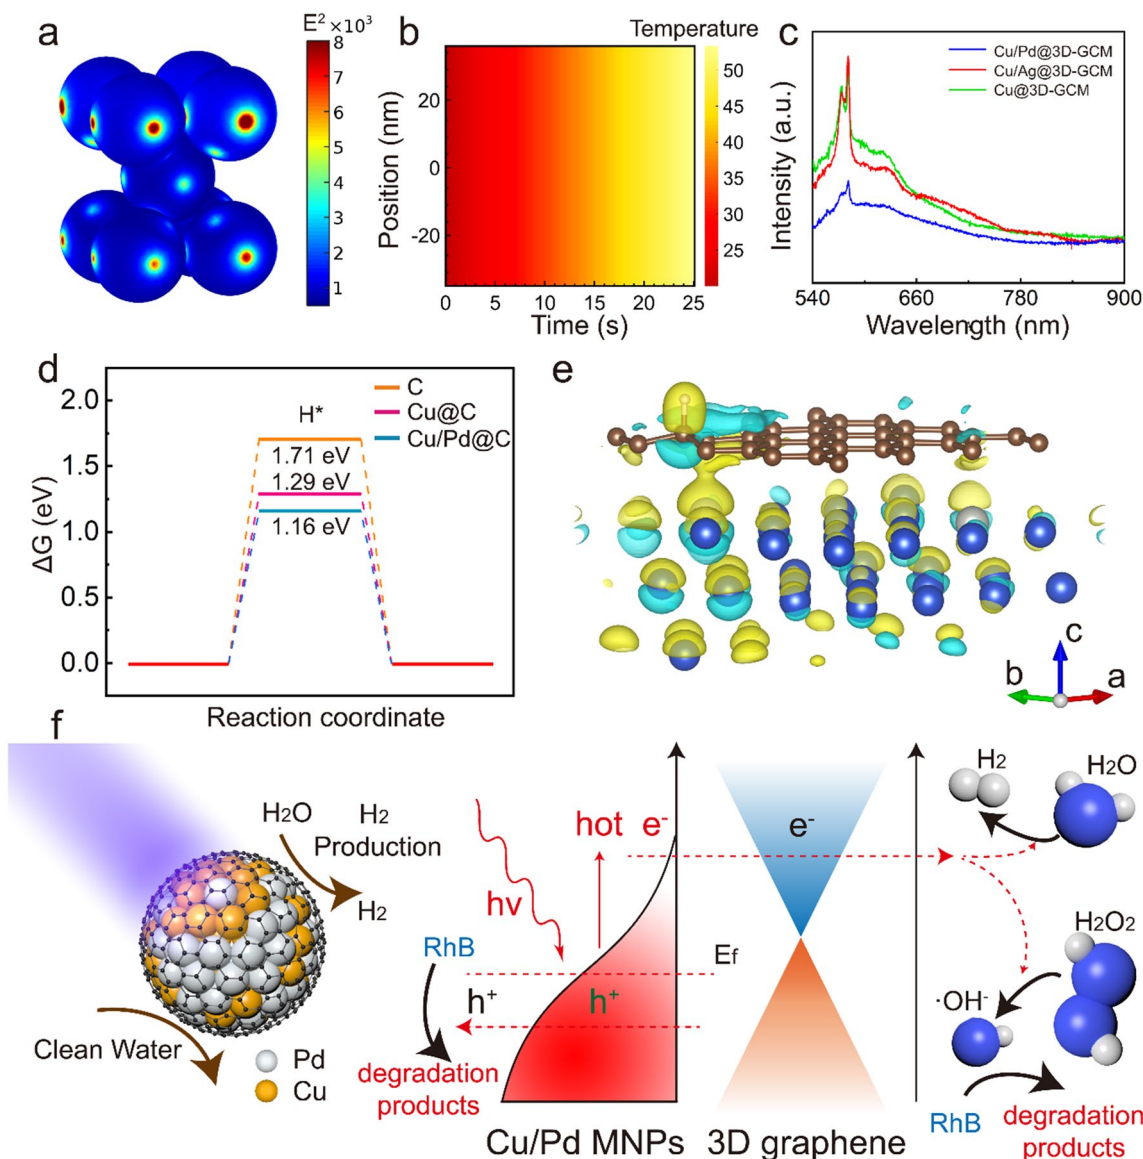 a
E² ×10³
8
7
6
5
4
3
2
1
b
Temperature
Position (nm)
20
0
-20
0 5 10 15 20 25
Time (s)
50
45
40
35
30
25
c
Cu/Pd@3D-GCM
Cu/Ag@3D-GCM
Cu@3D-GCM
Intensity (a.u.)
540 660 780 900
Wavelength (nm)
d
C
Cu@C
Cu/Pd@C
H*
1.71 eV
1.29 eV
1.16 eV
ΔG (eV)
2.0
1.5
1.0
0.5
0.0
Reaction coordinate
e
c
b
a
f
H₂O
H₂
Production
H₂
Clean Water
Pd
Cu
hv
hot e⁻
RhB
h⁺
h⁺
Ef
degradation
products
Cu/Pd MNPs
e⁻
3D graphene
H₂
H₂O
H₂O₂
·OH⁻
RhB
degradation
products